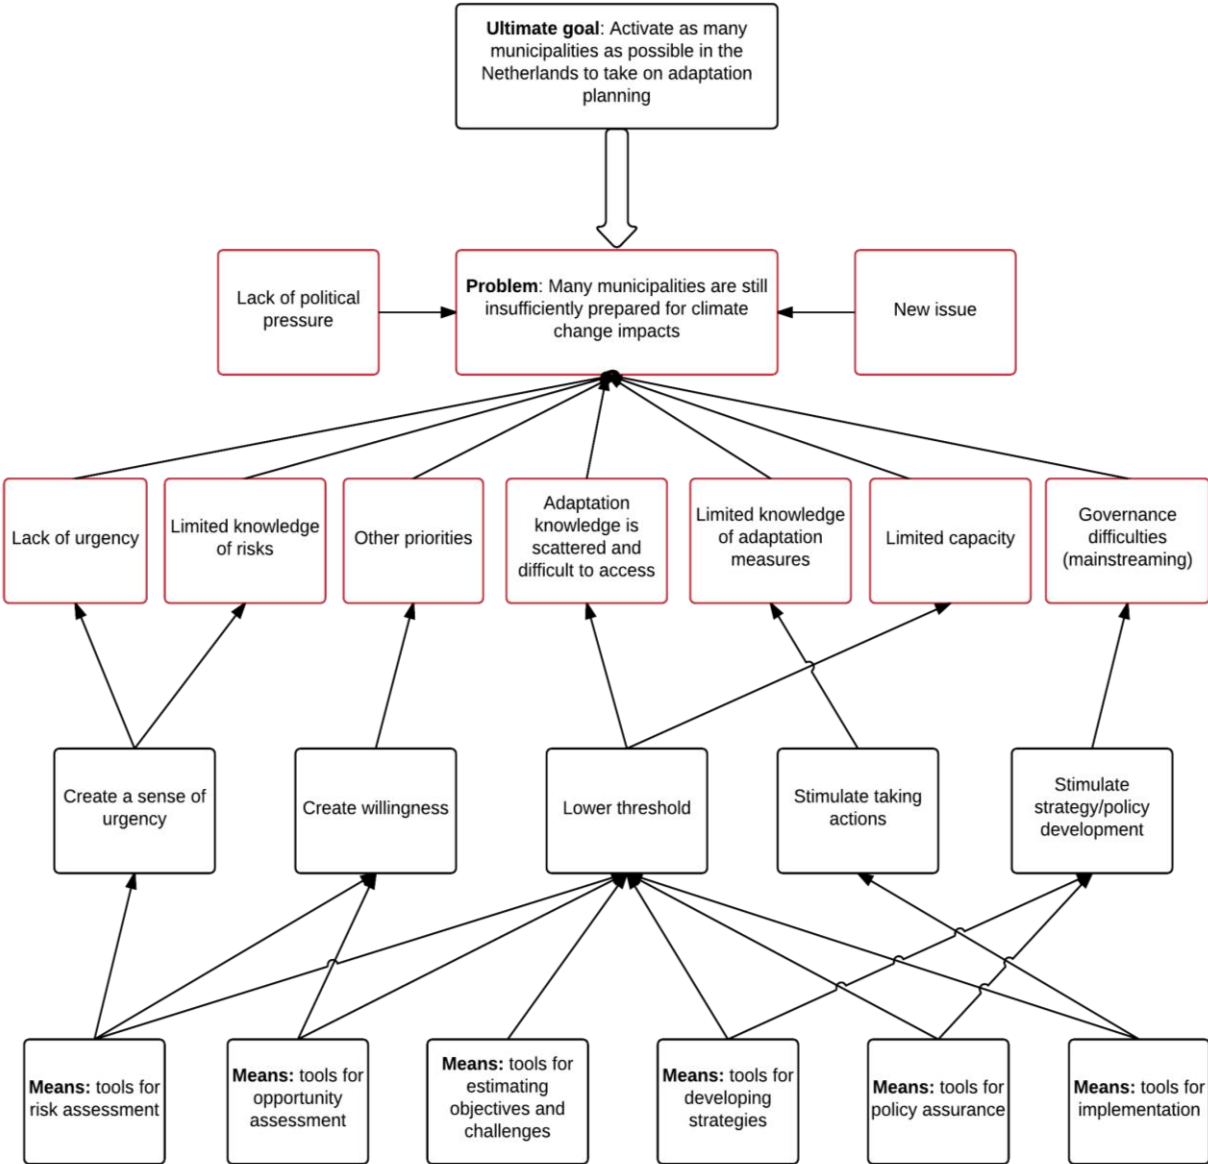 Ultimate goal: Activate as many
municipalities as possible in the
Netherlands to take on adaptation
planning
Lack of political
pressure
Problem: Many municipalities are still
insufficiently prepared for climate
change impacts
New issue
Lack of urgency
Limited knowledge
of risks
Other priorities
Adaptation
knowledge is
scattered and
difficult to access
Limited knowledge
of adaptation
measures
Limited capacity
Governance
difficulties
(mainstreaming)
Create a sense of
urgency
Create willingness
Lower threshold
Stimulate taking
actions
Stimulate
strategy/policy
development
Means: tools for
risk assessment
Means: tools for
opportunity
assessment
Means: tools for
estimating
objectives and
challenges
Means: tools for
developing
strategies
Means: tools for
policy assurance
Means: tools for
implementation